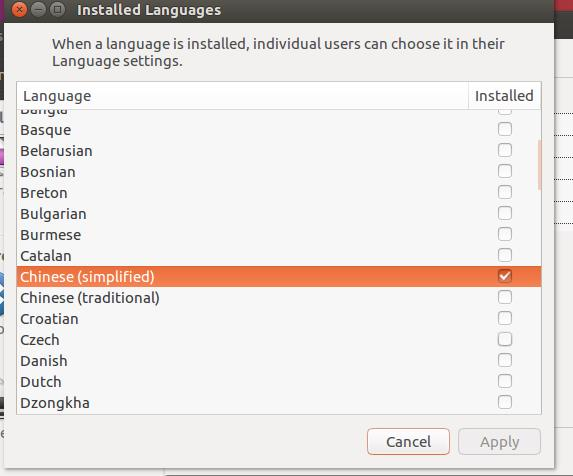 Installed Languages
When a language is installed, individual users can choose it in their
Language settings.
Language Installed
Bangla
Basque
Belarusian
Bosnian
Breton
Bulgarian
Burmese
Catalan
Chinese (simplified)
Chinese (traditional)
Croatian
Czech
Danish
Dutch
Dzongkha
Cancel Apply